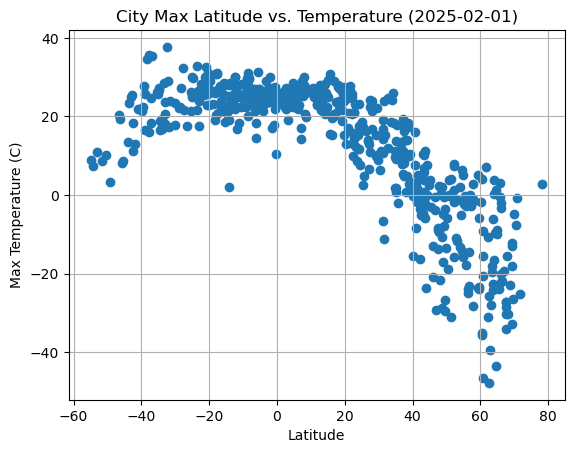 City Max Latitude vs. Temperature (2025-02-01)
Max Temperature (C)
40
20
0
−20
−40
−60 −40 −20 0 20 40 60 80
Latitude